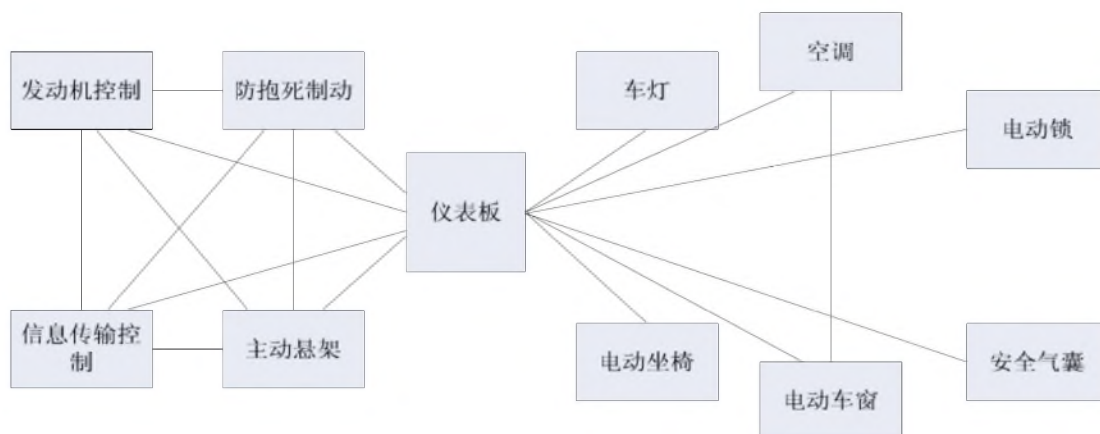 发动机控制
防抱死制动
车灯
空调
电动锁
仪表板
信息传输控
制
主动悬架
电动坐椅
电动车窗
安全气囊